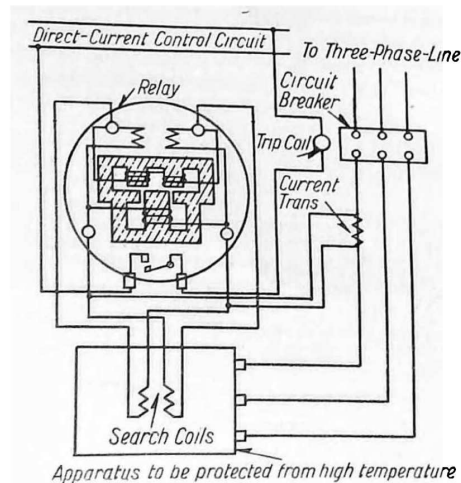 Direct-Current Control Circuit
To Three-Phase-Line
Relay
Circuit
Breaker
Trip Coil
Current
Trans
Search Coils
Apparatus to be protected from high temperature